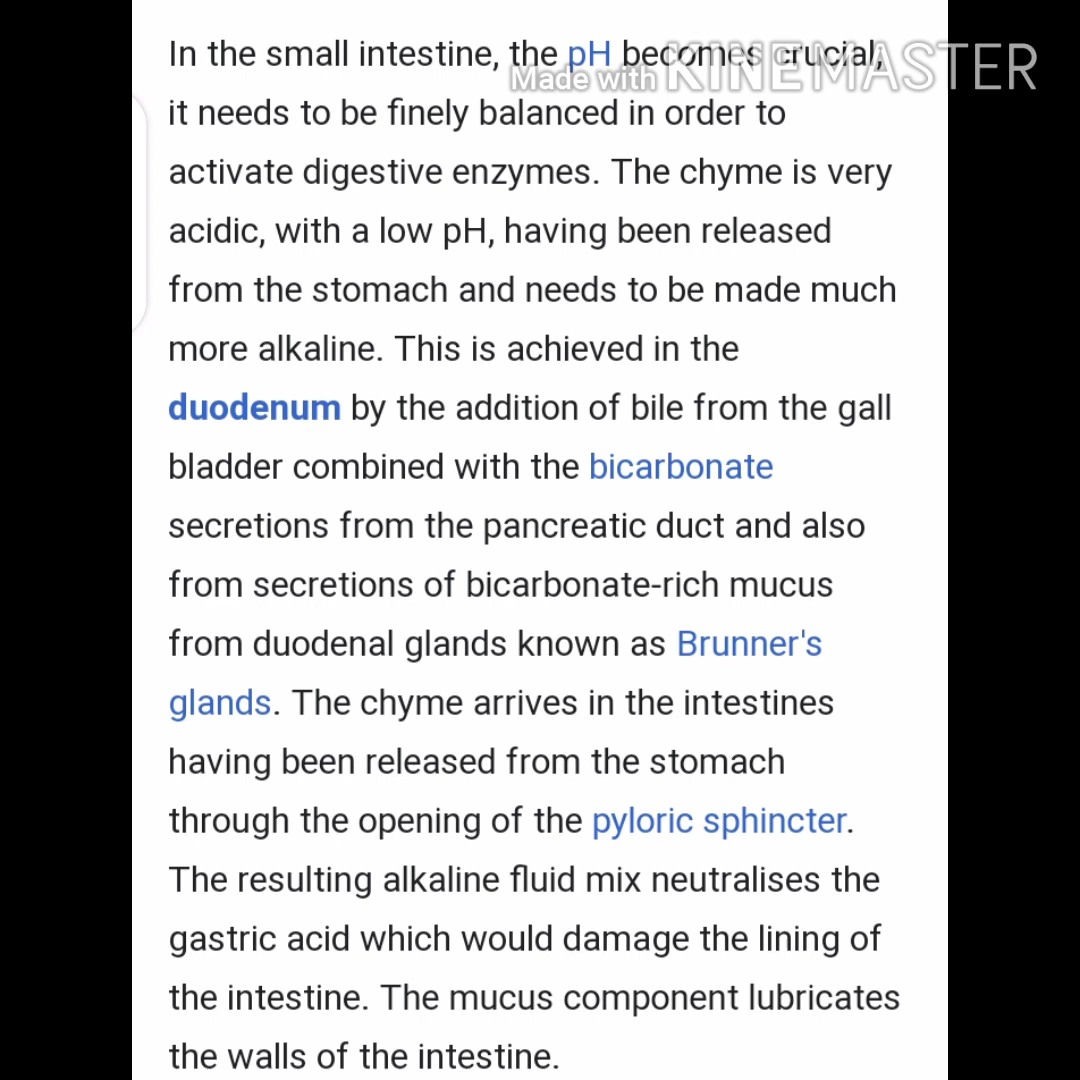 In the small intestine, the pH becomes crucial;
Made with KINEMASTER
it needs to be finely balanced in order to
activate digestive enzymes. The chyme is very
acidic, with a low pH, having been released
from the stomach and needs to be made much
more alkaline. This is achieved in the
duodenum by the addition of bile from the gall
bladder combined with the bicarbonate
secretions from the pancreatic duct and also
from secretions of bicarbonate-rich mucus
from duodenal glands known as Brunner's
glands. The chyme arrives in the intestines
having been released from the stomach
through the opening of the pyloric sphincter.
The resulting alkaline fluid mix neutralises the
gastric acid which would damage the lining of
the intestine. The mucus component lubricates
the walls of the intestine.